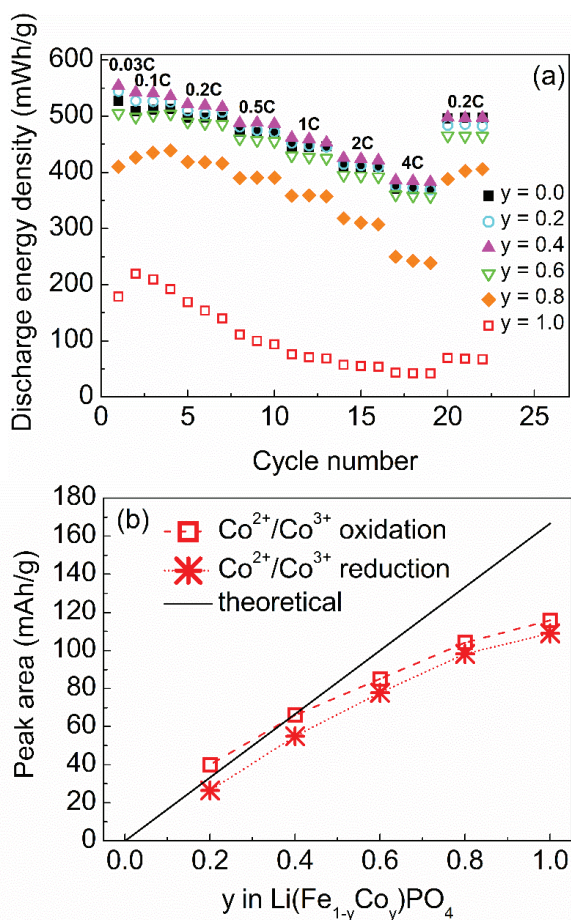 (a)
0.03C
0.1C
0.2C
0.5C
1C
2C
4C
0.2C
y = 0.0
y = 0.2
y = 0.4
y = 0.6
y = 0.8
y = 1.0
600
500
400
300
200
100
0
0 5 10 15 20 25
Discharge energy density (mWh/g)
Cycle number
(b)
Co²⁺/Co³⁺ oxidation
Co²⁺/Co³⁺ reduction
theoretical
180
160
140
120
100
80
60
40
20
0
0.0 0.2 0.4 0.6 0.8 1.0
Peak area (mAh/g)
y in Li(Fe₁₋yCoy)PO₄